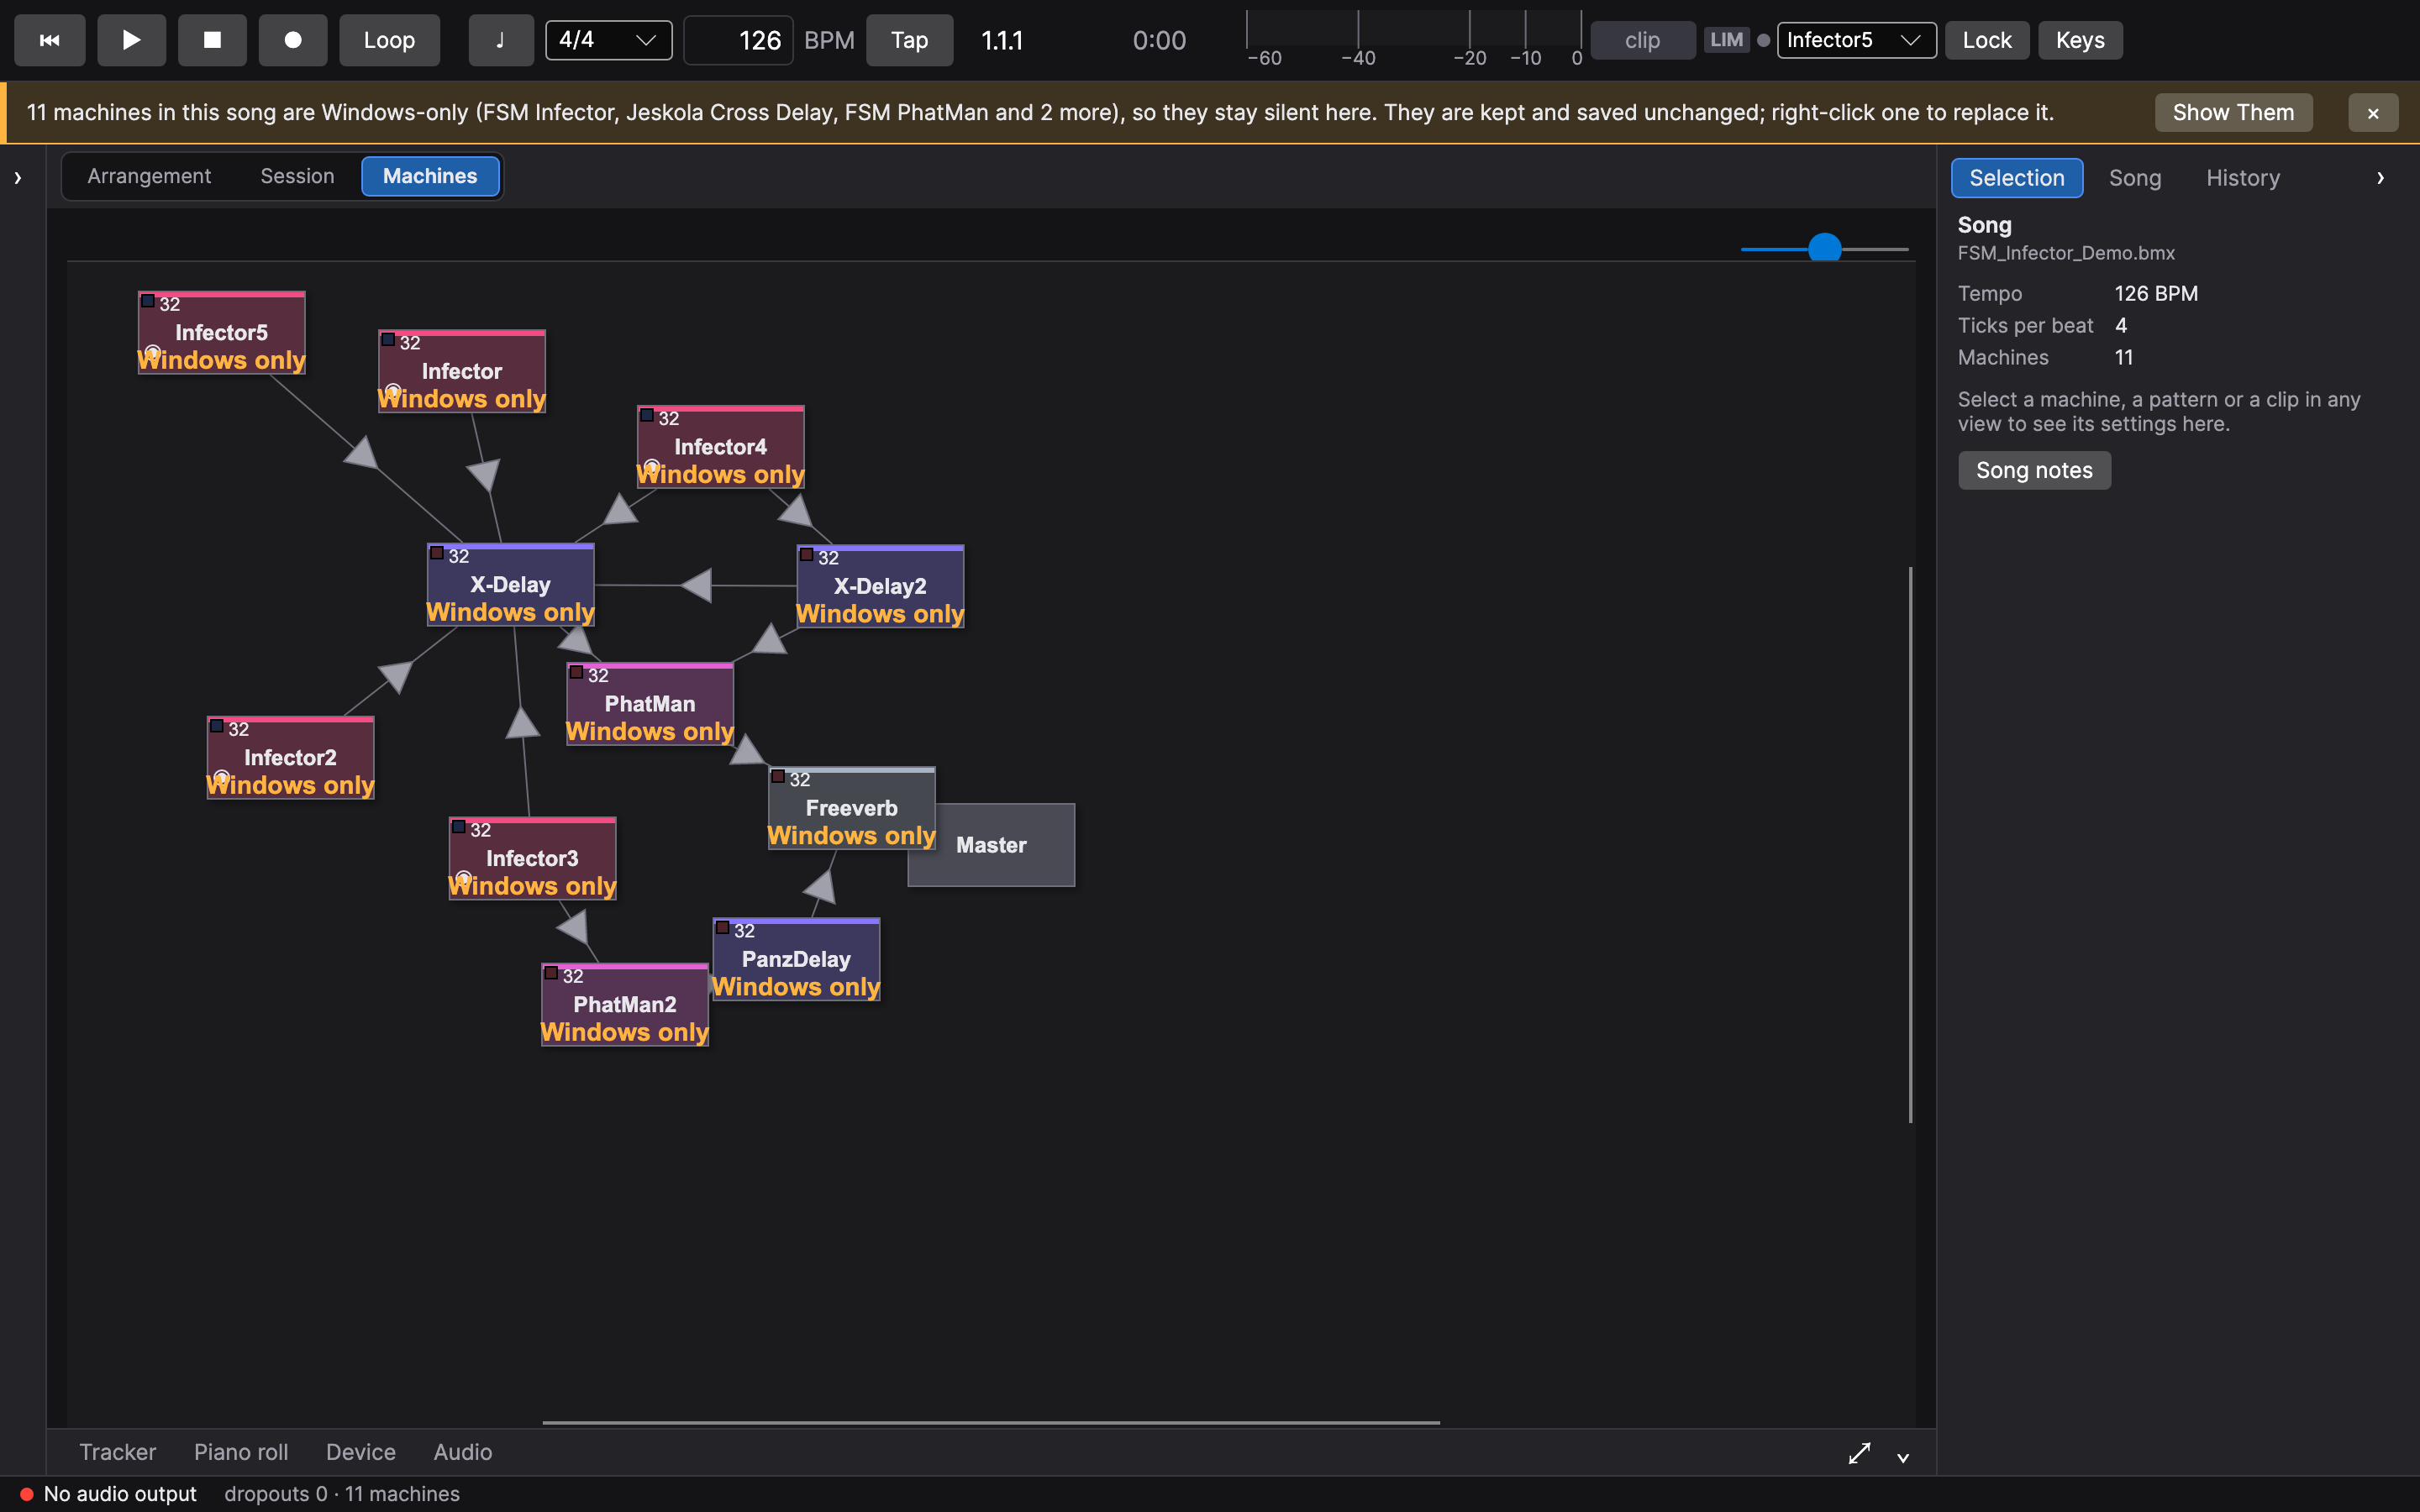 Loop
4/4
126 BPM
Tap
1.1.1
0:00
-60 -40 -20 -10 0
clip
LIM
Infector5
Lock
Keys
11 machines in this song are Windows-only (FSM Infector, Jeskola Cross Delay, FSM PhatMan and 2 more), so they stay silent here. They are kept and saved unchanged; right-click one to replace it.
Show Them
×
Arrangement
Session
Machines
Selection
Song
History
Song
FSM_Infector_Demo.bmx
Tempo 126 BPM
Ticks per beat 4
Machines 11
Select a machine, a pattern or a clip in any
view to see its settings here.
Song notes
32
Infector5
Windows only
32
Infector
Windows only
32
Infector4
Windows only
32
X-Delay
Windows only
32
X-Delay2
Windows only
32
PhatMan
Windows only
32
Infector2
Windows only
32
Freeverb
Windows only
Master
32
Infector3
Windows only
32
PanzDelay
Windows only
32
PhatMan2
Windows only
Tracker
Piano roll
Device
Audio
No audio output
dropouts 0 · 11 machines